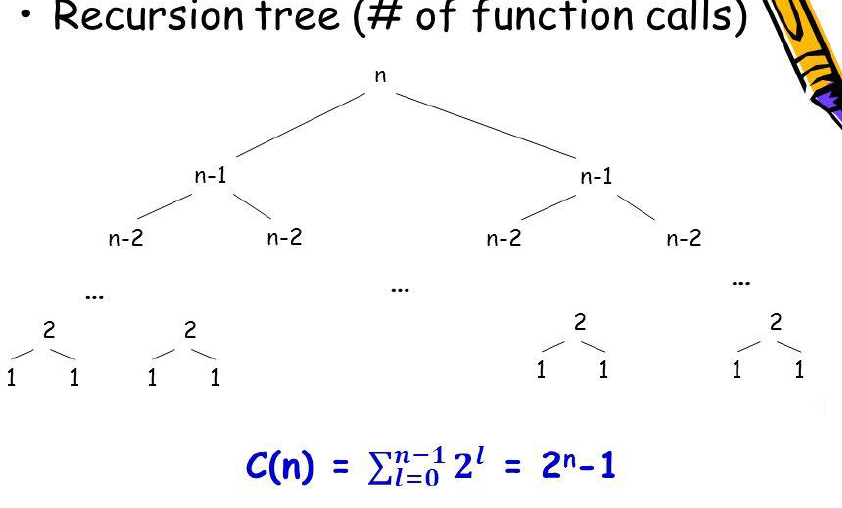 • Recursion tree (# of function calls)
n
n-1 n-1
n-2 n-2 n-2 n-2
... ... ...
2 2 2 2
1 1 1 1 1 1 1 1
C(n) = ∑_{l=0}^{n-1} 2^l = 2^n-1